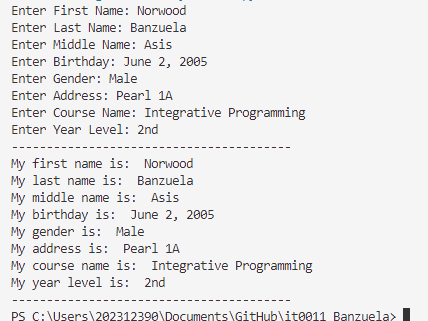 Enter First Name: Norwood
Enter Last Name: Banzuela
Enter Middle Name: Asis
Enter Birthday: June 2, 2005
Enter Gender: Male
Enter Address: Pearl 1A
Enter Course Name: Integrative Programming
Enter Year Level: 2nd
----------------------------------------
My first name is:  Norwood
My last name is:  Banzuela
My middle name is:  Asis
My birthday is:  June 2, 2005
My gender is:  Male
My address is:  Pearl 1A
My course name is:  Integrative Programming
My year level is:  2nd
----------------------------------------
PS C:\Users\202312390\Documents\GitHub\it0011 Banzuela>